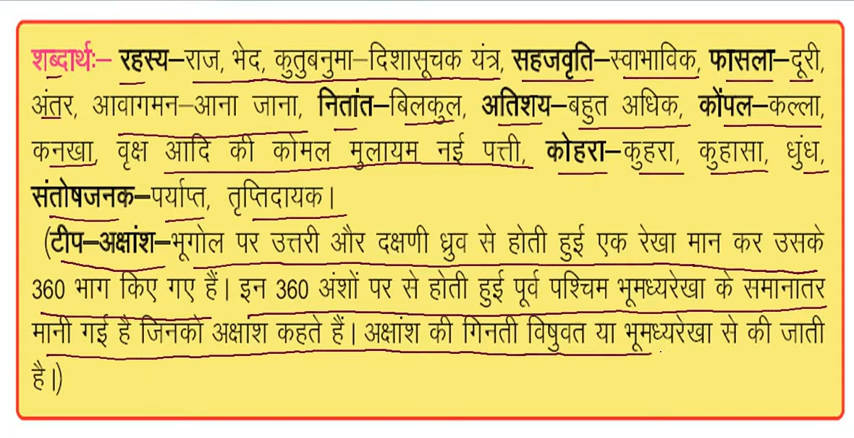 शब्दार्थः– रहस्य–राज, भेद, कुतुबनुमा–दिशासूचक यंत्र, सहजवृति–स्वाभाविक, फासला–दूरी,
अंतर, आवागमन–आना जाना, नितांत–बिलकुल, अतिशय–बहुत अधिक, कोंपल–कल्ला,
कनखा, वृक्ष आदि की कोमल मुलायम नई पत्ती, कोहरा–कुहरा, कुहासा, धुंध,
संतोषजनक–पर्याप्त, तृप्तिदायक।
(टीप–अक्षांश–भूगोल पर उत्तरी और दक्षणी ध्रुव से होती हुई एक रेखा मान कर उसके
360 भाग किए गए हैं। इन 360 अंशों पर से होती हुई पूर्व पश्चिम भूमध्यरेखा के समानातर
मानी गई है जिनको अक्षाश कहते हैं। अक्षांश की गिनती विषुवत या भूमध्यरेखा से की जाती
है।)